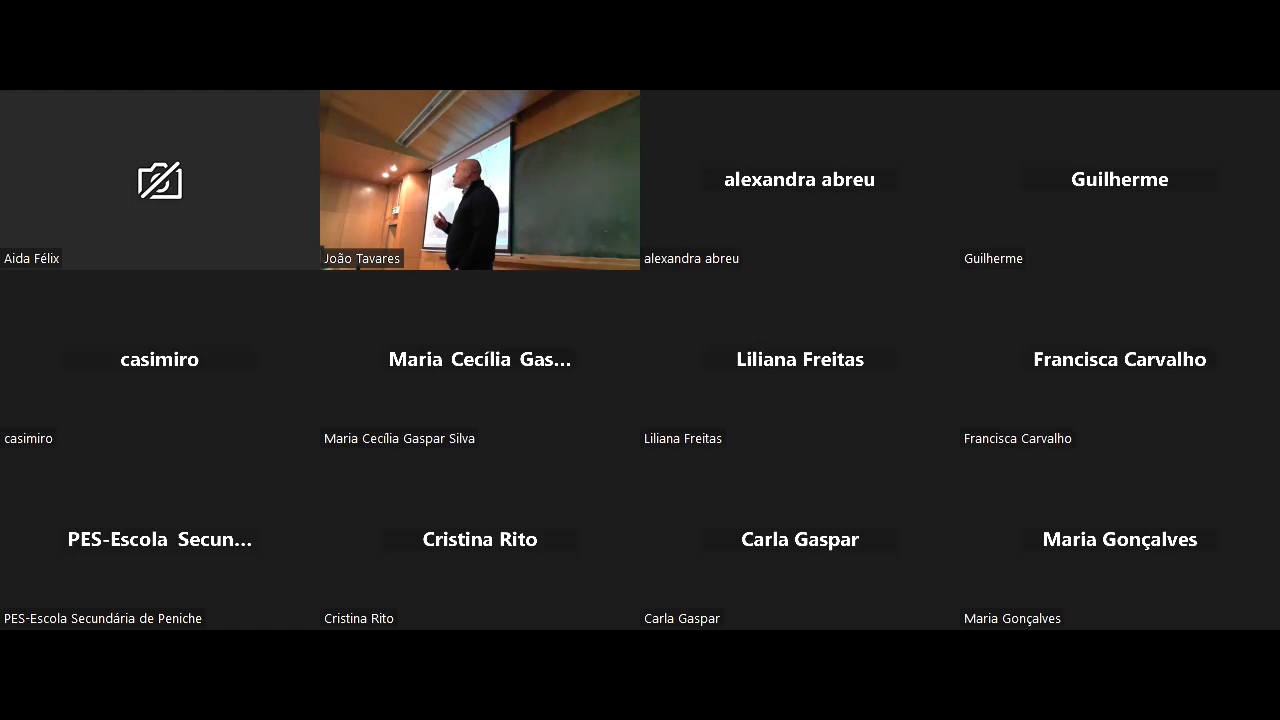 Aida Félix
João Tavares
alexandra abreu
alexandra abreu
Guilherme
Guilherme
casimiro
casimiro
Maria Cecília Gas...
Maria Cecília Gaspar Silva
Liliana Freitas
Liliana Freitas
Francisca Carvalho
Francisca Carvalho
PES-Escola Secun...
PES-Escola Secundária de Peniche
Cristina Rito
Cristina Rito
Carla Gaspar
Carla Gaspar
Maria Gonçalves
Maria Gonçalves